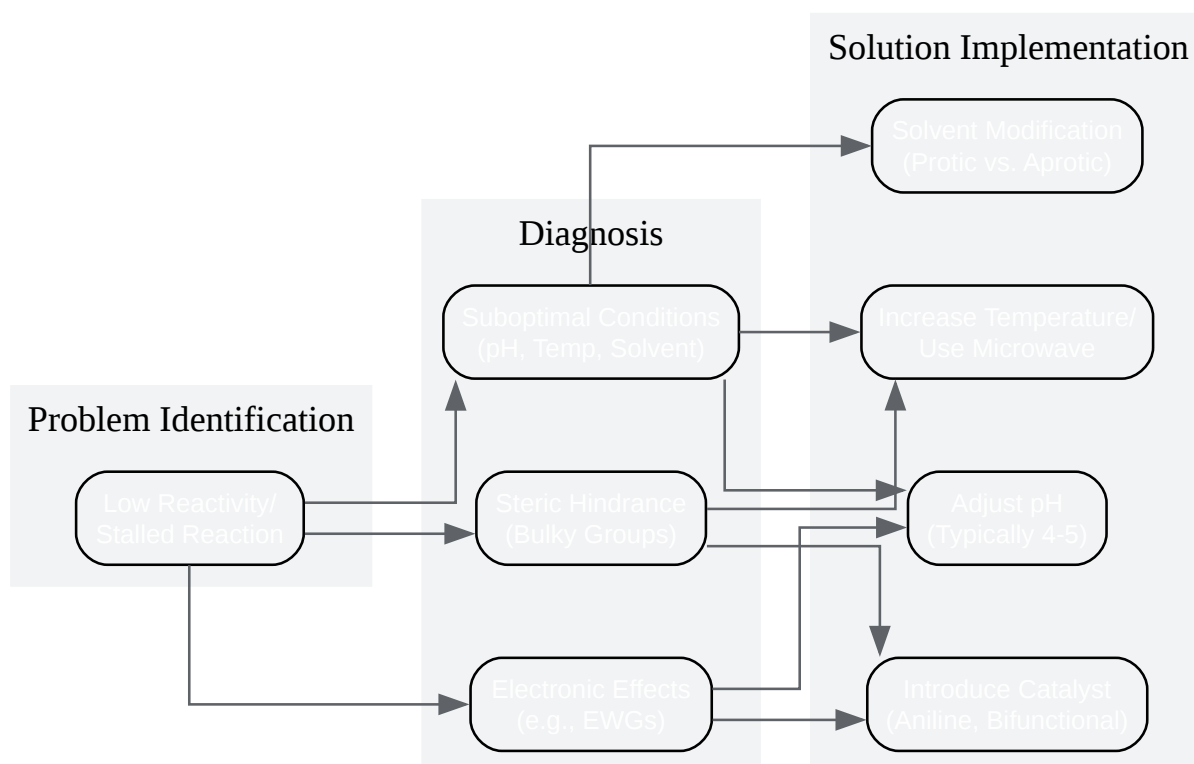 Solution Implementation
Solvent Modification
(Protic vs. Aprotic)
Diagnosis
Suboptimal Conditions
(pH, Temp, Solvent)
Increase Temperature/
Use Microwave
Problem Identification
Low Reactivity/
Stalled Reaction
Steric Hindrance
(Bulky Groups)
Adjust pH
(Typically 4-5)
Electronic Effects
(e.g., EWGs)
Introduce Catalyst
(Aniline, Bifunctional)